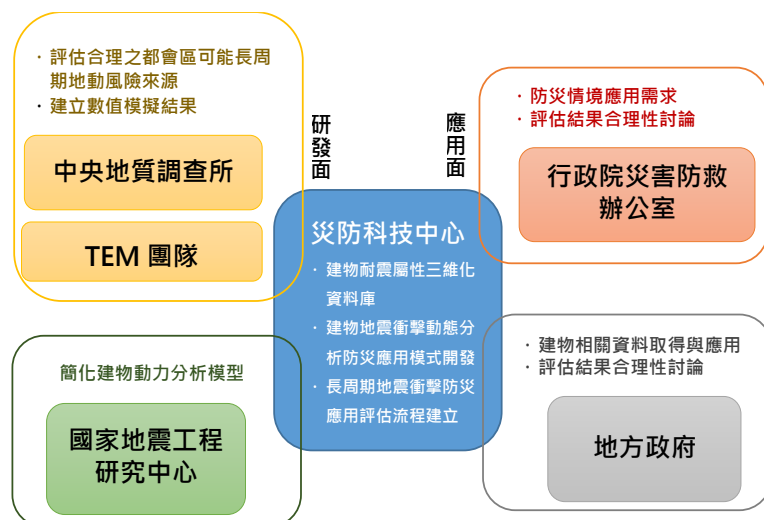 · 評估合理之都會區可能長周
期地動風險來源
· 建立數值模擬結果
中央地質調查所
TEM 團隊
研發面
應用面
· 防災情境應用需求
· 評估結果合理性討論
行政院災害防救
辦公室
災防科技中心
· 建物耐震屬性三維化
資料庫
· 建物地震衝擊動態分
析防災應用模式開發
· 長周期地震衝擊防災
應用評估流程建立
簡化建物動力分析模型
國家地震工程
研究中心
· 建物相關資料取得與應用
· 評估結果合理性討論
地方政府